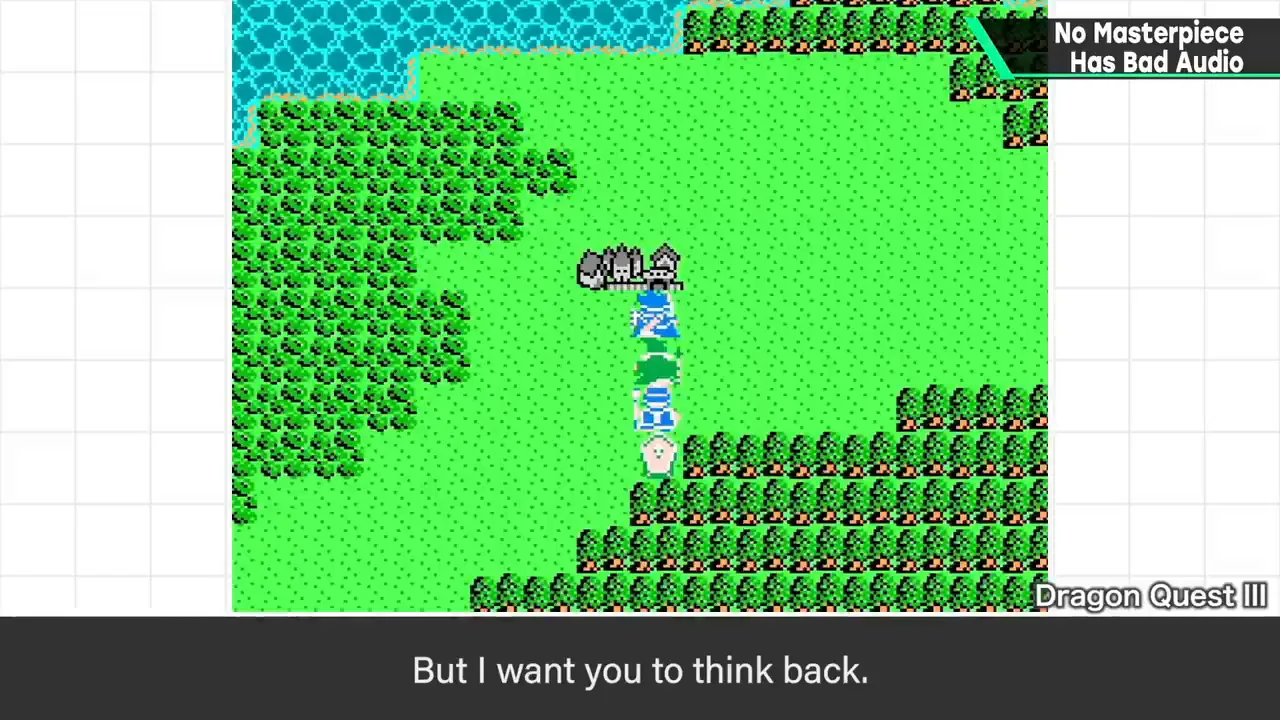 No Masterpiece
Has Bad Audio
Dragon Quest III
But I want you to think back.